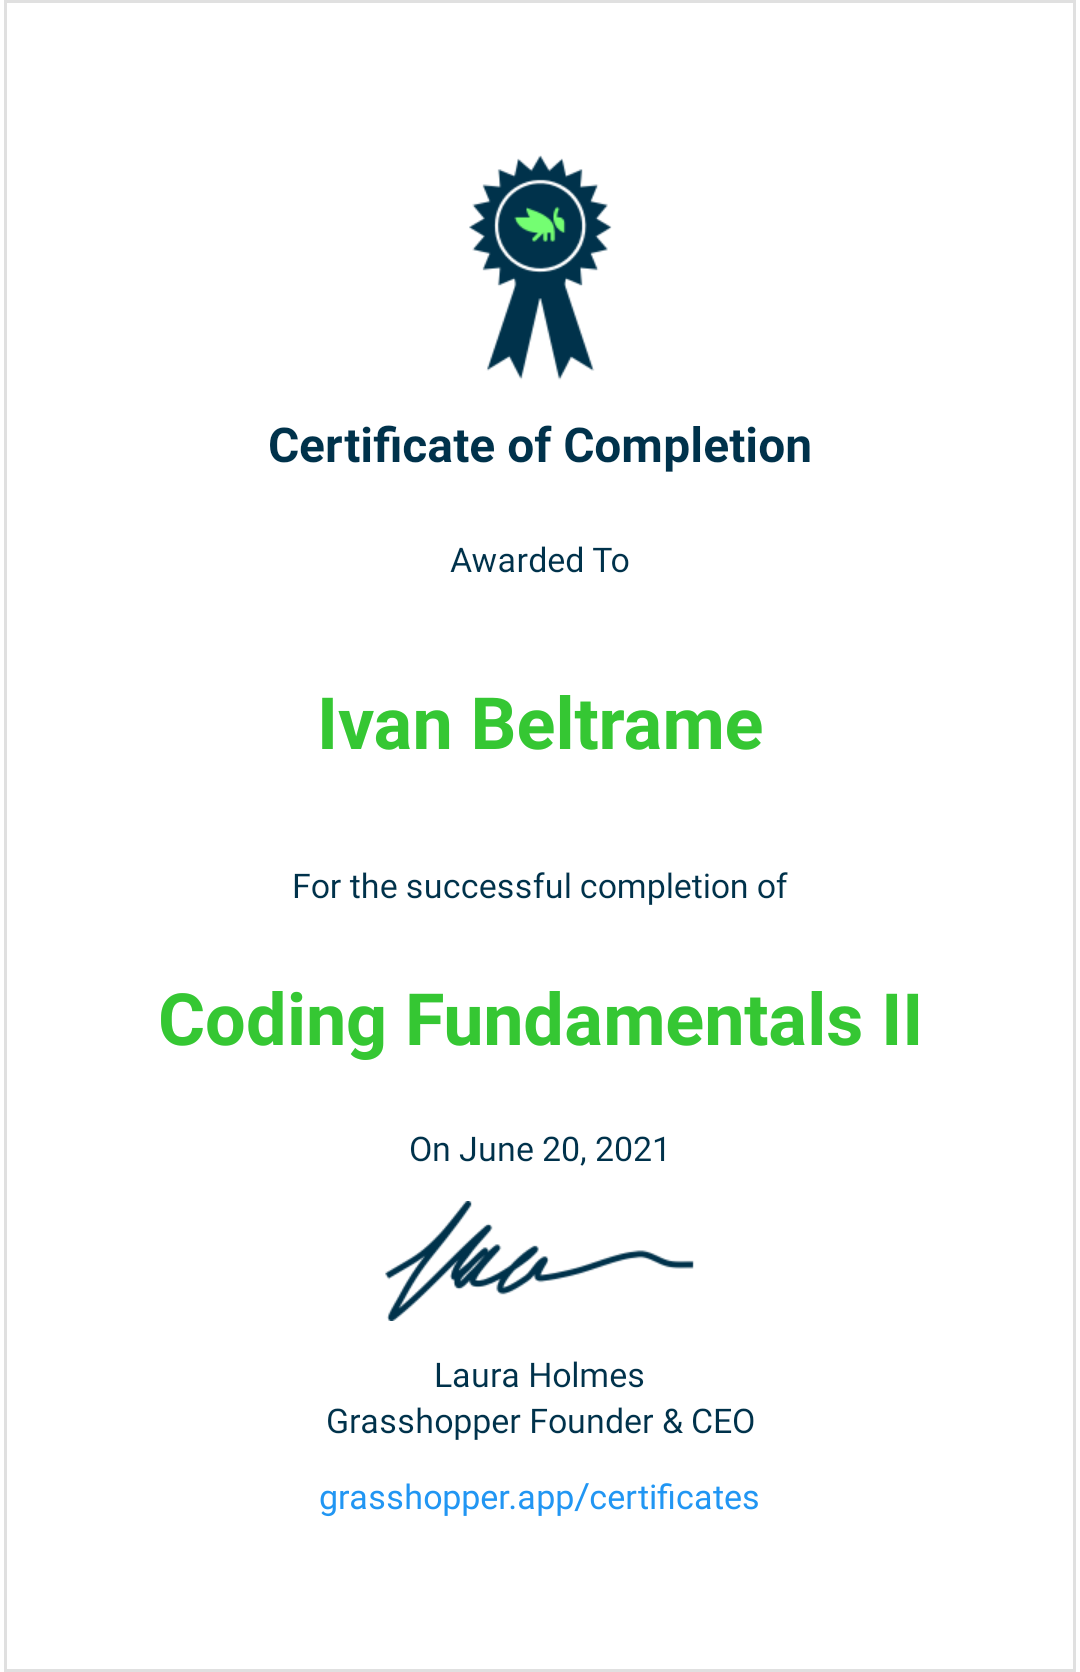 Certificate of Completion
Awarded To
Ivan Beltrame
For the successful completion of
Coding Fundamentals II
On June 20, 2021
Laura Holmes
Grasshopper Founder & CEO
grasshopper.app/certificates